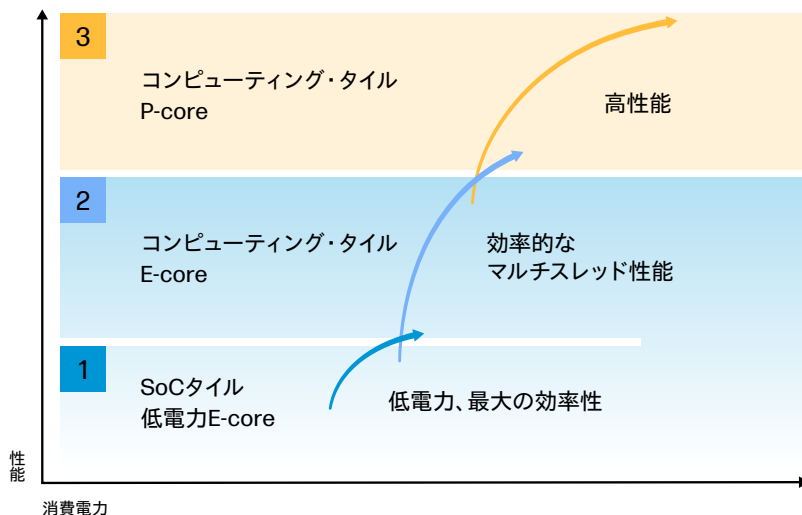 3
コンピューティング・タイル
P-core
高性能
2
コンピューティング・タイル
E-core
効率的な
マルチスレッド性能
1
SoCタイル
低電力E-core
低電力、最大の効率性
性能
消費電力